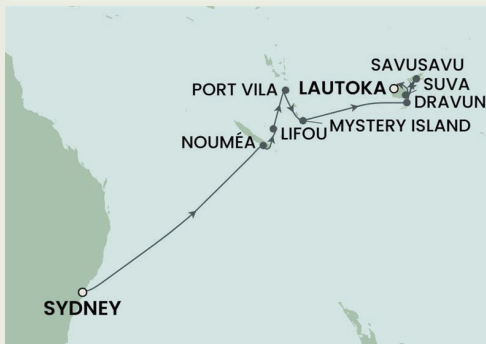 SAVUSAVU
PORT VILA
LAUTOKA
SUVA
DRAVUNI
MYSTERY ISLAND
LIFOU
NOUMÉA
SYDNEY